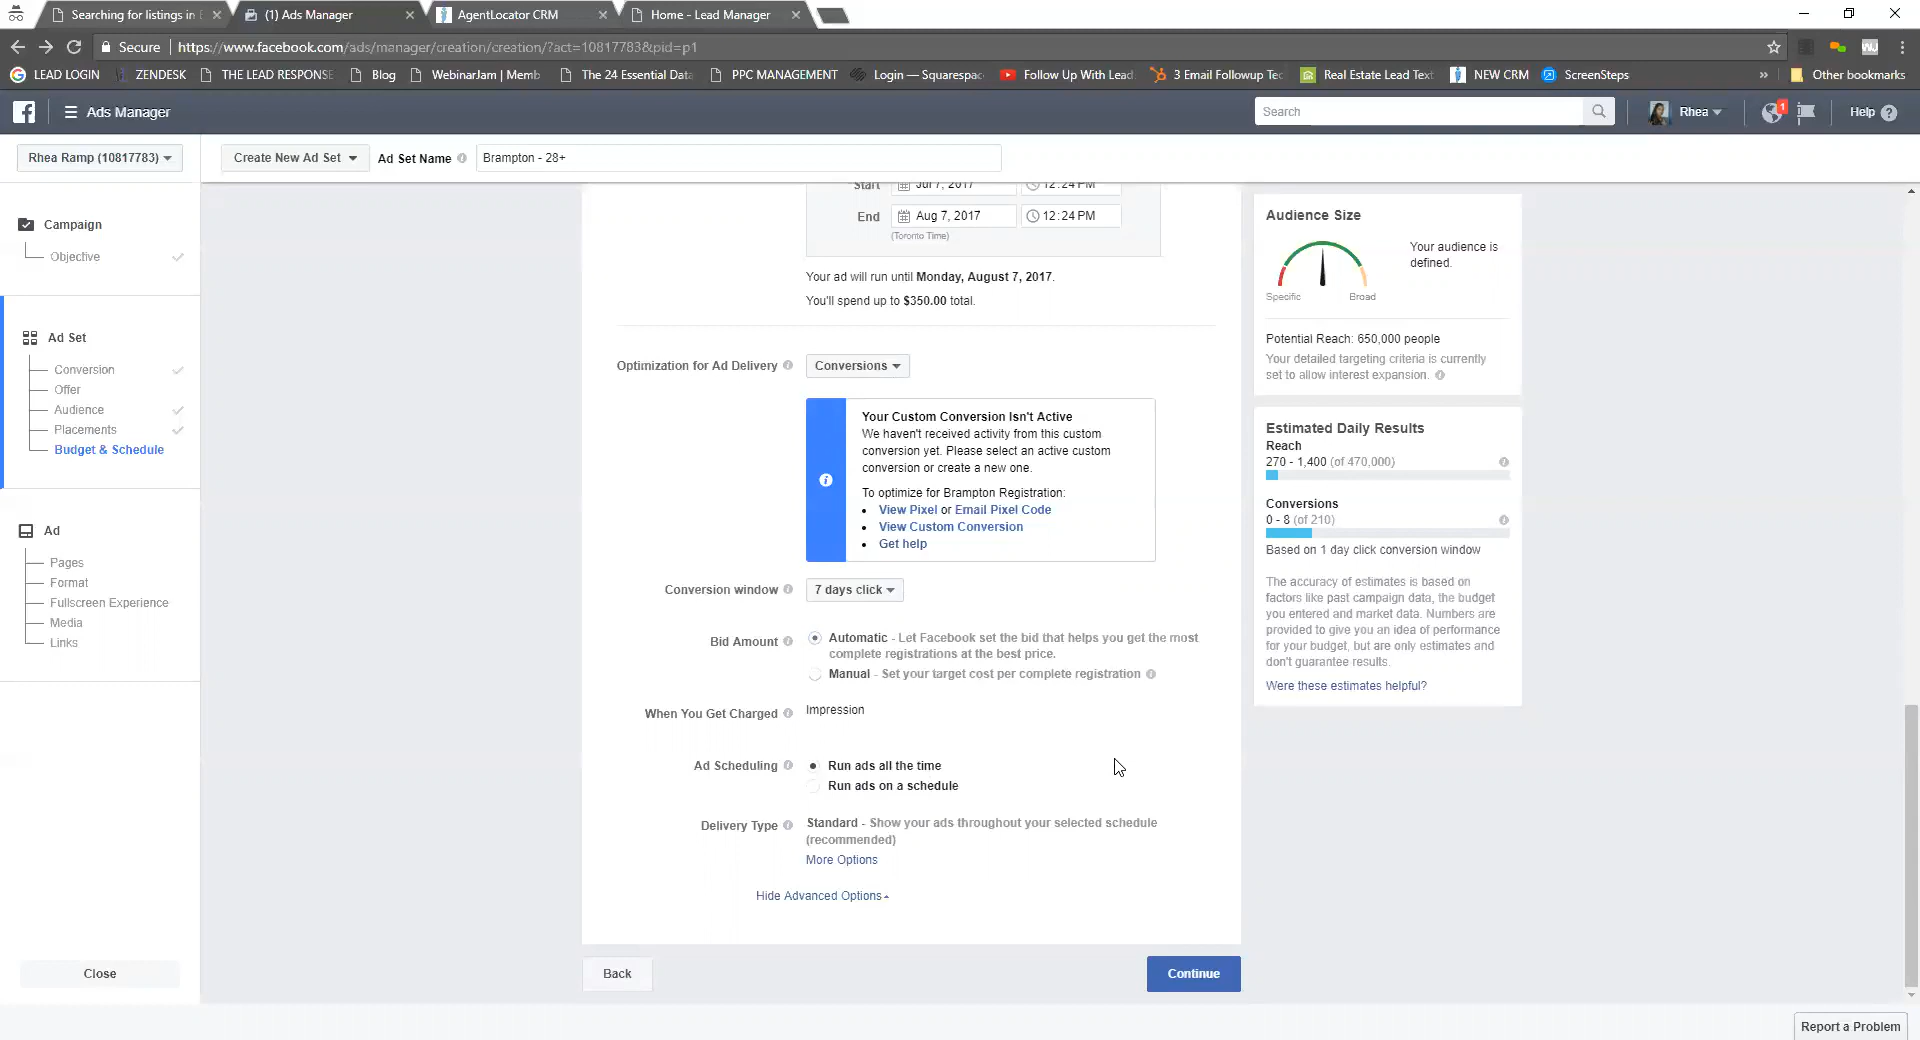 Searching for listings in
(1) Ads Manager
AgentLocator CRM
Home - Lead Manager
Secure
https://www.facebook.com/ads/manager/creation/creation/?act=10817783&pid=p1
LEAD LOGIN
ZENDESK
THE LEAD RESPONSE
Blog
WebinarJam | Memb
The 24 Essential Data
PPC MANAGEMENT
Login — Squarespac
Follow Up With Lead
3 Email Followup Tec
Real Estate Lead Text
NEW CRM
ScreenSteps
»
Other bookmarks
Ads Manager
Search
Rhea
1
Help
Rhea Ramp (10817783)
Create New Ad Set
Ad Set Name
Brampton - 28+
Campaign
Objective
Ad Set
Conversion
Offer
Audience
Placements
Budget & Schedule
Ad
Pages
Format
Fullscreen Experience
Media
Links
Close
Start
Jul 7, 2017
12:24 PM
End
Aug 7, 2017
12:24 PM
(Toronto Time)
Your ad will run until Monday, August 7, 2017.
You'll spend up to $350.00 total.
Optimization for Ad Delivery
Conversions
Your Custom Conversion Isn't Active
We haven't received activity from this custom
conversion yet. Please select an active custom
conversion or create a new one.
To optimize for Brampton Registration:
• View Pixel or Email Pixel Code
• View Custom Conversion
• Get help
Conversion window
7 days click
Bid Amount
Automatic - Let Facebook set the bid that helps you get the most
complete registrations at the best price.
Manual - Set your target cost per complete registration
When You Get Charged
Impression
Ad Scheduling
Run ads all the time
Run ads on a schedule
Delivery Type
Standard - Show your ads throughout your selected schedule
(recommended)
More Options
Hide Advanced Options
Back
Continue
Audience Size
Your audience is
defined.
Specific
Broad
Potential Reach: 650,000 people
Your detailed targeting criteria is currently
set to allow interest expansion.
Estimated Daily Results
Reach
270 - 1,400 (of 470,000)
Conversions
0 - 8 (of 210)
Based on 1 day click conversion window
The accuracy of estimates is based on
factors like past campaign data, the budget
you entered and market data. Numbers are
provided to give you an idea of performance
for your budget, but are only estimates and
don't guarantee results.
Were these estimates helpful?
Report a Problem